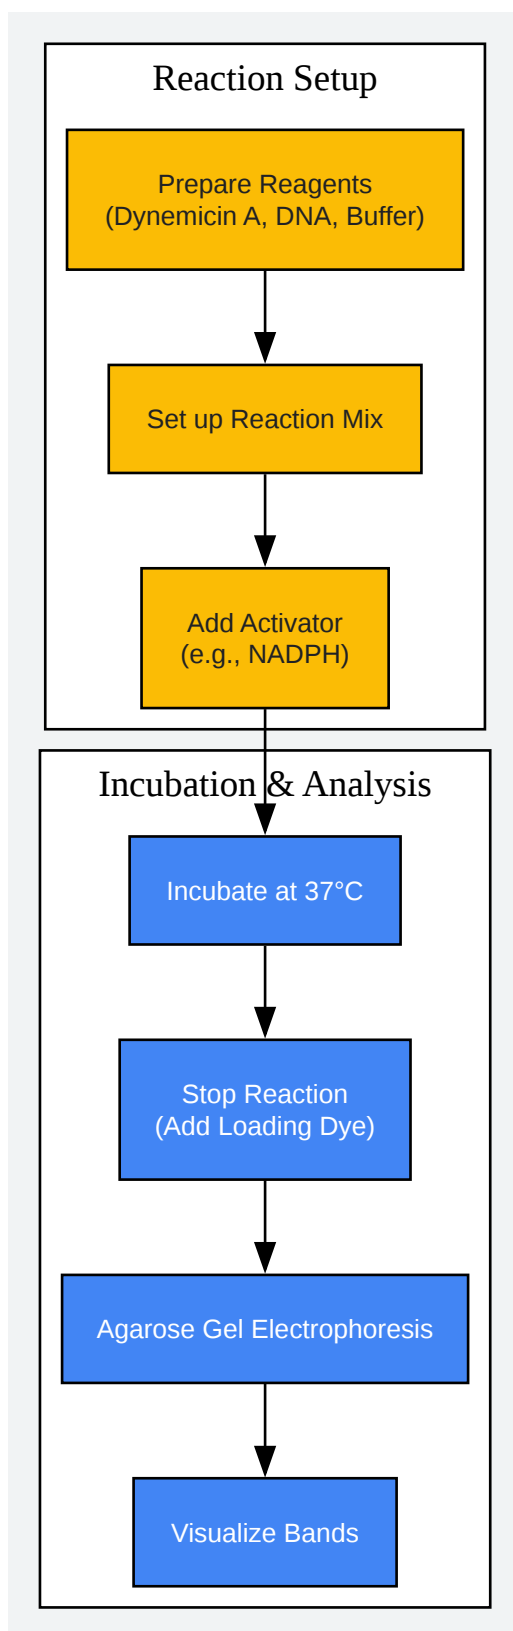 Reaction Setup
Prepare Reagents
(Dynemicin A, DNA, Buffer)
Set up Reaction Mix
Add Activator
(e.g., NADPH)
Incubation & Analysis
Incubate at 37°C
Stop Reaction
(Add Loading Dye)
Agarose Gel Electrophoresis
Visualize Bands